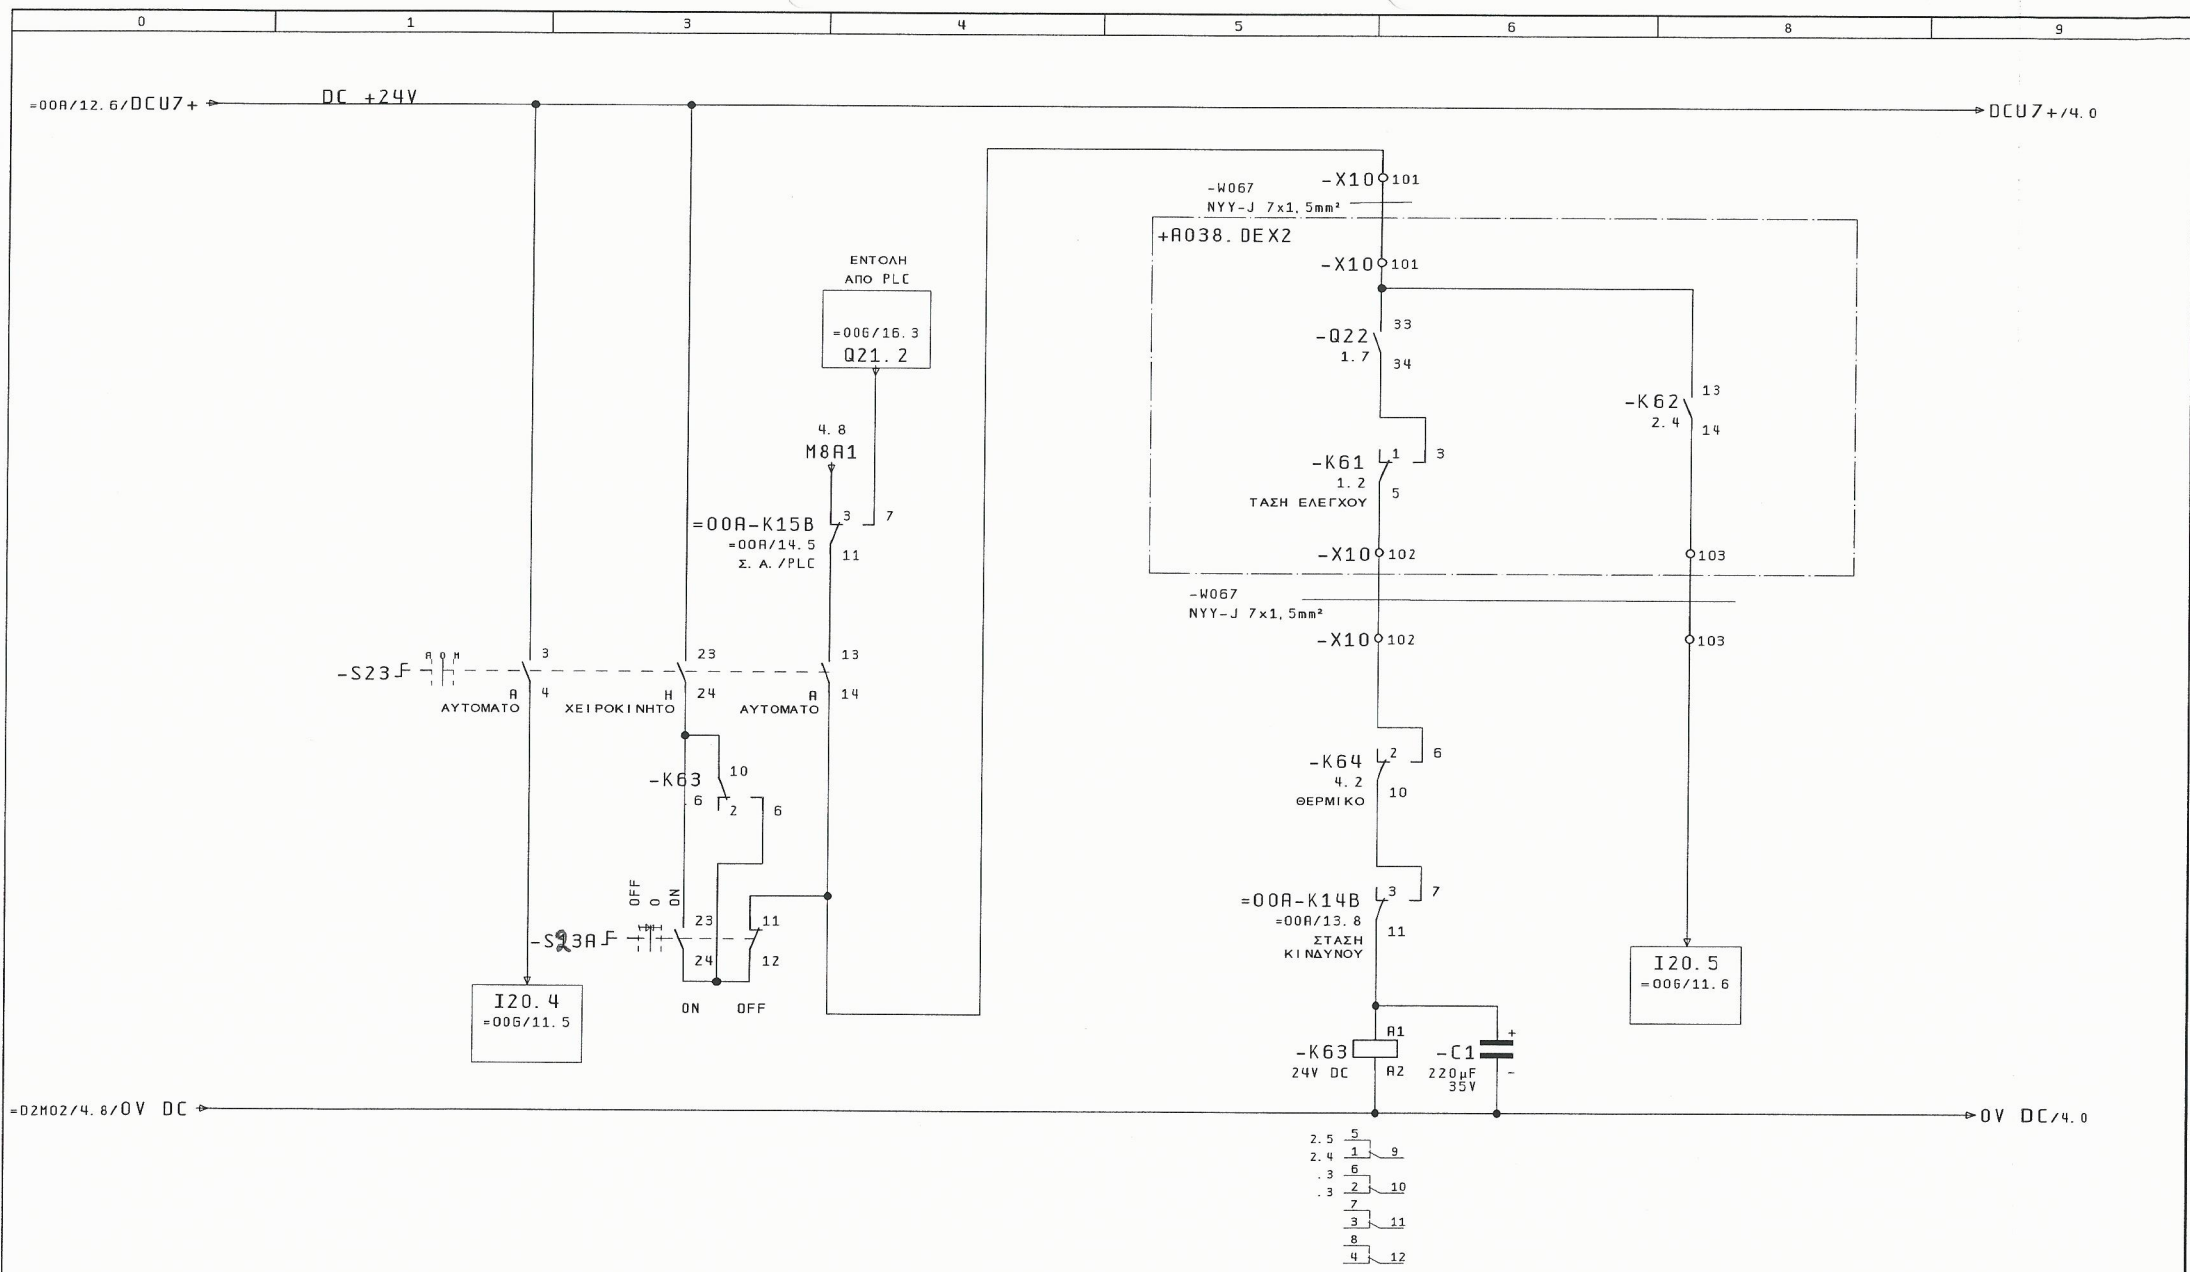 0 1 3 4 5 6 8 9
=00A/12.6/DCU7+
DC +24V
DCU7+/4.0
-X10 101
-W067
NYY-J 7x1,5mm²
+A038.DEX2
-X10 101
ΕΝΤΟΛΗ
ΑΠΟ PLC
=00G/16.3
Q21.2
-Q22 33
1.7
34
-K62 13
2.4
14
4.8
M8A1
-K61 1 3
1.2
5
ΤΑΣΗ ΕΛΕΓΧΟΥ
=00A-K15B 3 7
=00A/14.5
11
Σ.Α./PLC
-X10 102
103
-W067
NYY-J 7x1,5mm²
-X10 102
103
A 0 M
-S23
3
23
13
A 4
ΑΥΤΟΜΑΤΟ
H 24
ΧΕΙΡΟΚΙΝΗΤΟ
A 14
ΑΥΤΟΜΑΤΟ
-K63 10
.6 2 6
-K64 2 6
4.2
10
ΘΕΡΜΙΚΟ
OFF
0
ON
=00A-K14B 3 7
=00A/13.8
11
ΣΤΑΣΗ
ΚΙΝΔΥΝΟΥ
-S23A
23 11
24 12
ON OFF
I20.4
=00G/11.5
I20.5
=00G/11.6
-K63 A1
24V DC A2
-C1 +
220µF -
35V
=D2M02/4.8/0V DC
0V DC/4.0
2.5 5
2.4 1 9
.3 6
.3 2 10
7
3 11
8
4 12